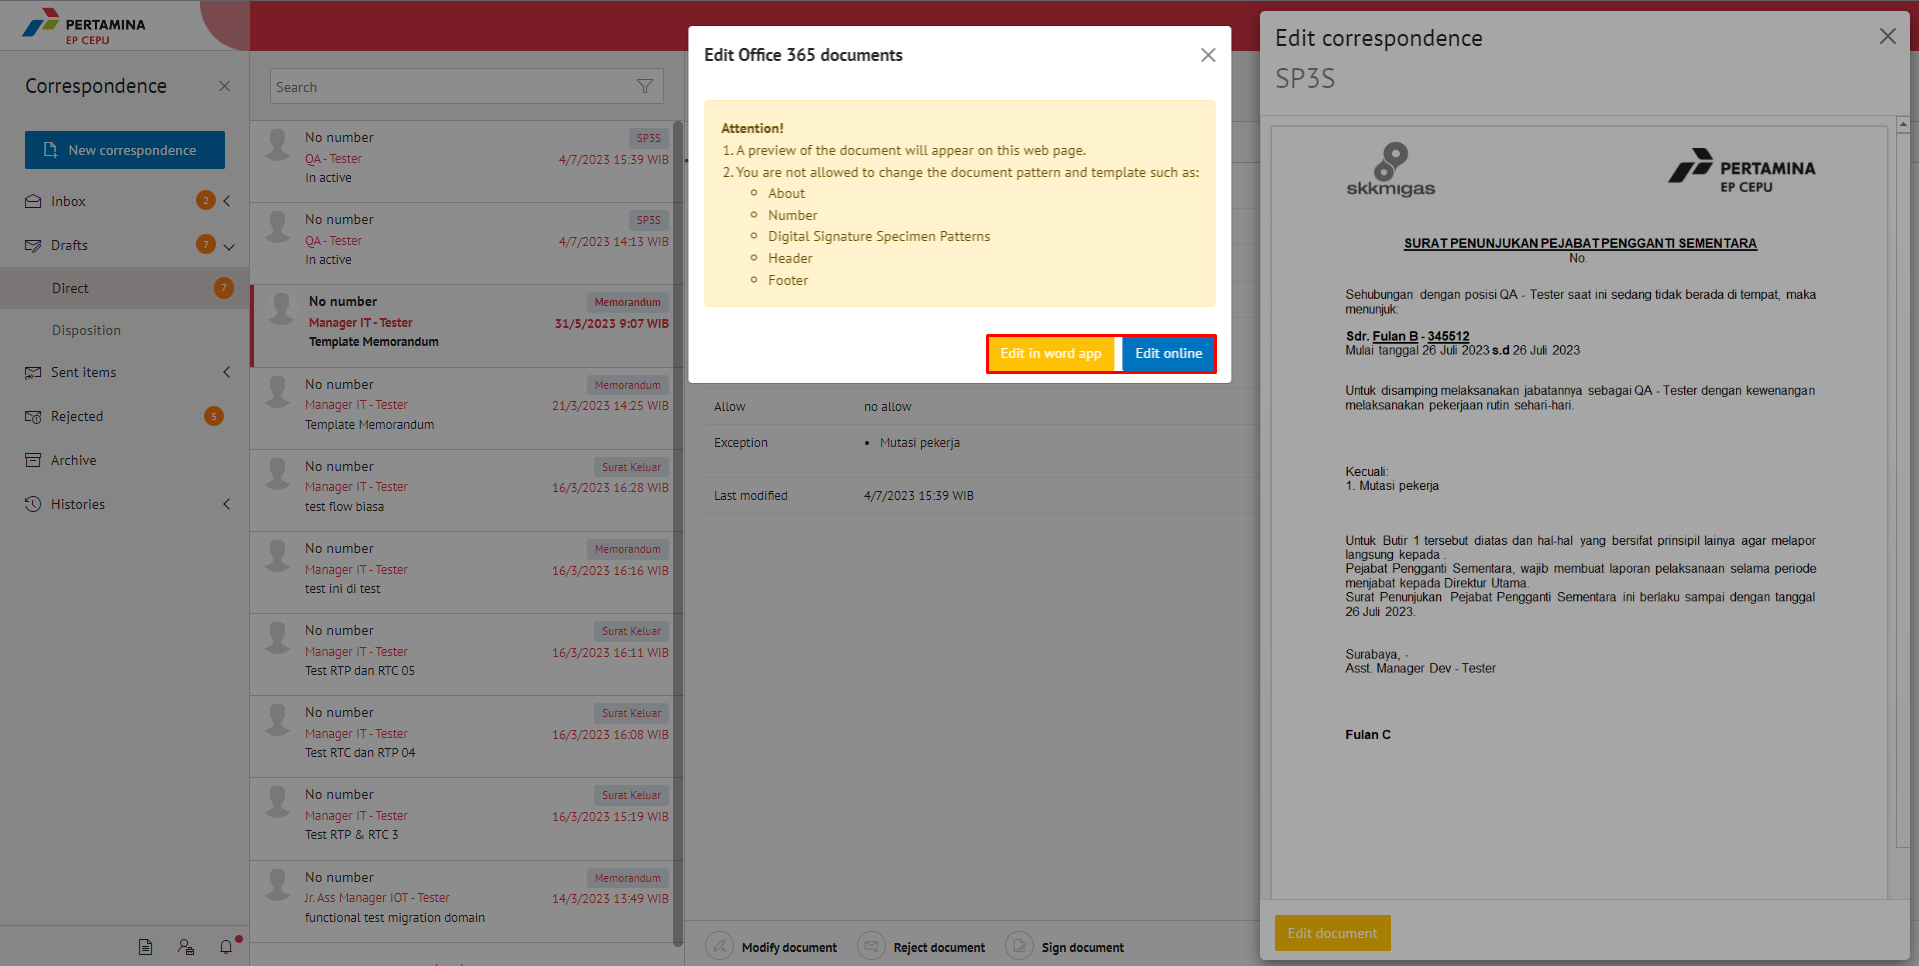 PERTAMINA
EP CEPU
Correspondence
New correspondence
Inbox
2
Drafts
7
Direct
7
Disposition
Sent items
Rejected
5
Archive
Histories
Search
No number
SP3S
QA - Tester
4/7/2023 15:39 WIB
In active
No number
SP3S
QA - Tester
4/7/2023 14:13 WIB
In active
No number
Memorandum
Manager IT - Tester
31/5/2023 9:07 WIB
Template Memorandum
No number
Memorandum
Manager IT - Tester
21/3/2023 14:25 WIB
Template Memorandum
No number
Surat Keluar
Manager IT - Tester
16/3/2023 16:28 WIB
test flow biasa
No number
Memorandum
Manager IT - Tester
16/3/2023 16:16 WIB
test ini di test
No number
Surat Keluar
Manager IT - Tester
16/3/2023 16:11 WIB
Test RTP dan RTC 05
No number
Surat Keluar
Manager IT - Tester
16/3/2023 16:08 WIB
Test RTC dan RTP 04
No number
Surat Keluar
Manager IT - Tester
16/3/2023 15:19 WIB
Test RTP & RTC 3
No number
Memorandum
Jr. Ass Manager IOT - Tester
14/3/2023 13:49 WIB
functional test migration domain
Edit Office 365 documents
Attention!
1. A preview of the document will appear on this web page.
2. You are not allowed to change the document pattern and template such as:
About
Number
Digital Signature Specimen Patterns
Header
Footer
Edit in word app
Edit online
Allow
no allow
Exception
• Mutasi pekerja
Last modified
4/7/2023 15:39 WIB
Modify document
Reject document
Sign document
Edit correspondence
SP3S
skkmigas
PERTAMINA
EP CEPU
SURAT PENUNJUKAN PEJABAT PENGGANTI SEMENTARA
No.
Sehubungan dengan posisi QA - Tester saat ini sedang tidak berada di tempat, maka
menunjuk:
Sdr. Fulan B - 345512
Mulai tanggal 26 Juli 2023 s.d 26 Juli 2023
Untuk disamping melaksanakan jabatannya sebagai QA - Tester dengan kewenangan
melaksanakan pekerjaan rutin sehari-hari.
Kecuali:
1. Mutasi pekerja
Untuk Butir 1 tersebut diatas dan hal-hal yang bersifat prinsipil lainya agar melapor
langsung kepada .
Pejabat Pengganti Sementara, wajib membuat laporan pelaksanaan selama periode
menjabat kepada Direktur Utama.
Surat Penunjukan Pejabat Pengganti Sementara ini berlaku sampai dengan tanggal
26 Juli 2023.
Surabaya, -
Asst. Manager Dev - Tester
Fulan C
Edit document